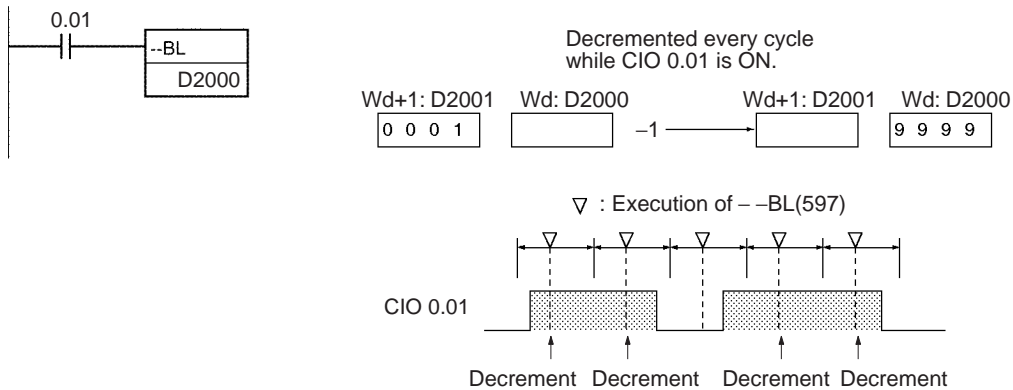 0.01
--BL
D2000
Decremented every cycle
while CIO 0.01 is ON.
Wd+1: D2001 Wd: D2000 Wd+1: D2001 Wd: D2000
0 0 0 1 −1 9 9 9 9
: Execution of – –BL(597)
CIO 0.01
Decrement Decrement Decrement Decrement